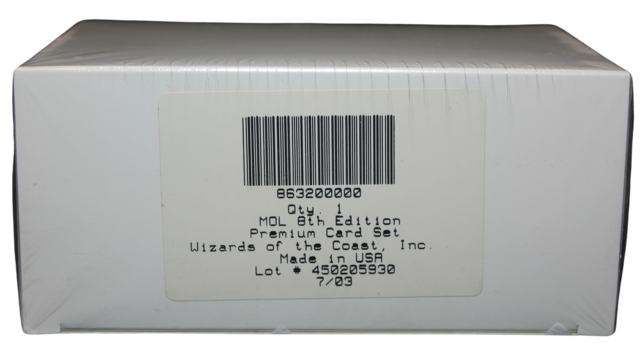 863200000
Qty. 1
MOL 8th Edition
Premium Card Set
Wizards of the Coast, Inc.
Made in USA
Lot # 450205930
7/03